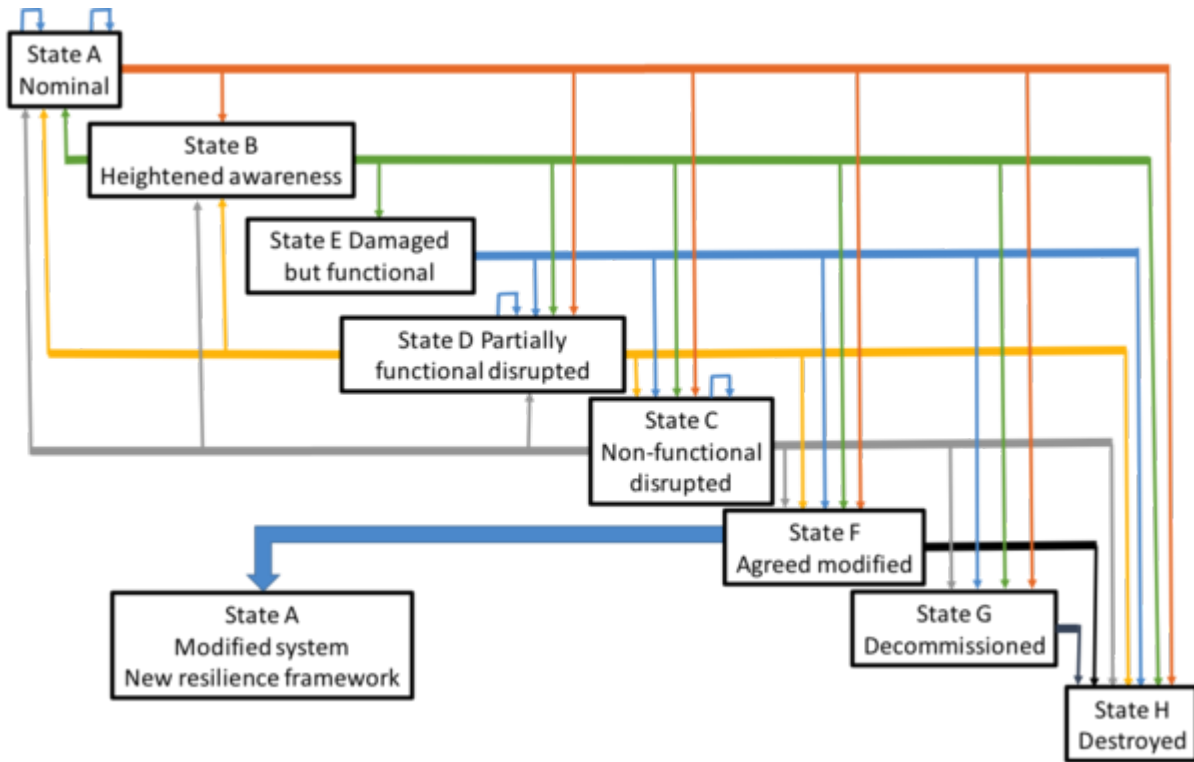 State A
Nominal
State B
Heightened awareness
State E Damaged
but functional
State D Partially
functional disrupted
State C
Non-functional
disrupted
State F
Agreed modified
State A
Modified system
New resilience framework
State G
Decommissioned
State H
Destroyed